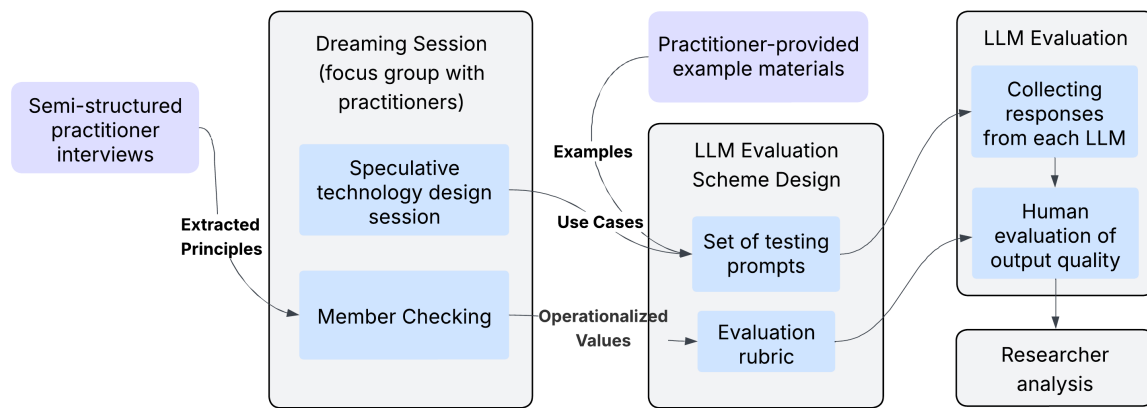 Semi-structured
practitioner
interviews
Extracted
Principles
Dreaming Session
(focus group with
practitioners)
Speculative
technology design
session
Member Checking
Practitioner-provided
example materials
Examples
Use Cases
Operationalized
Values
LLM Evaluation
Scheme Design
Set of testing
prompts
Evaluation
rubric
LLM Evaluation
Collecting
responses
from each LLM
Human
evaluation of
output quality
Researcher
analysis